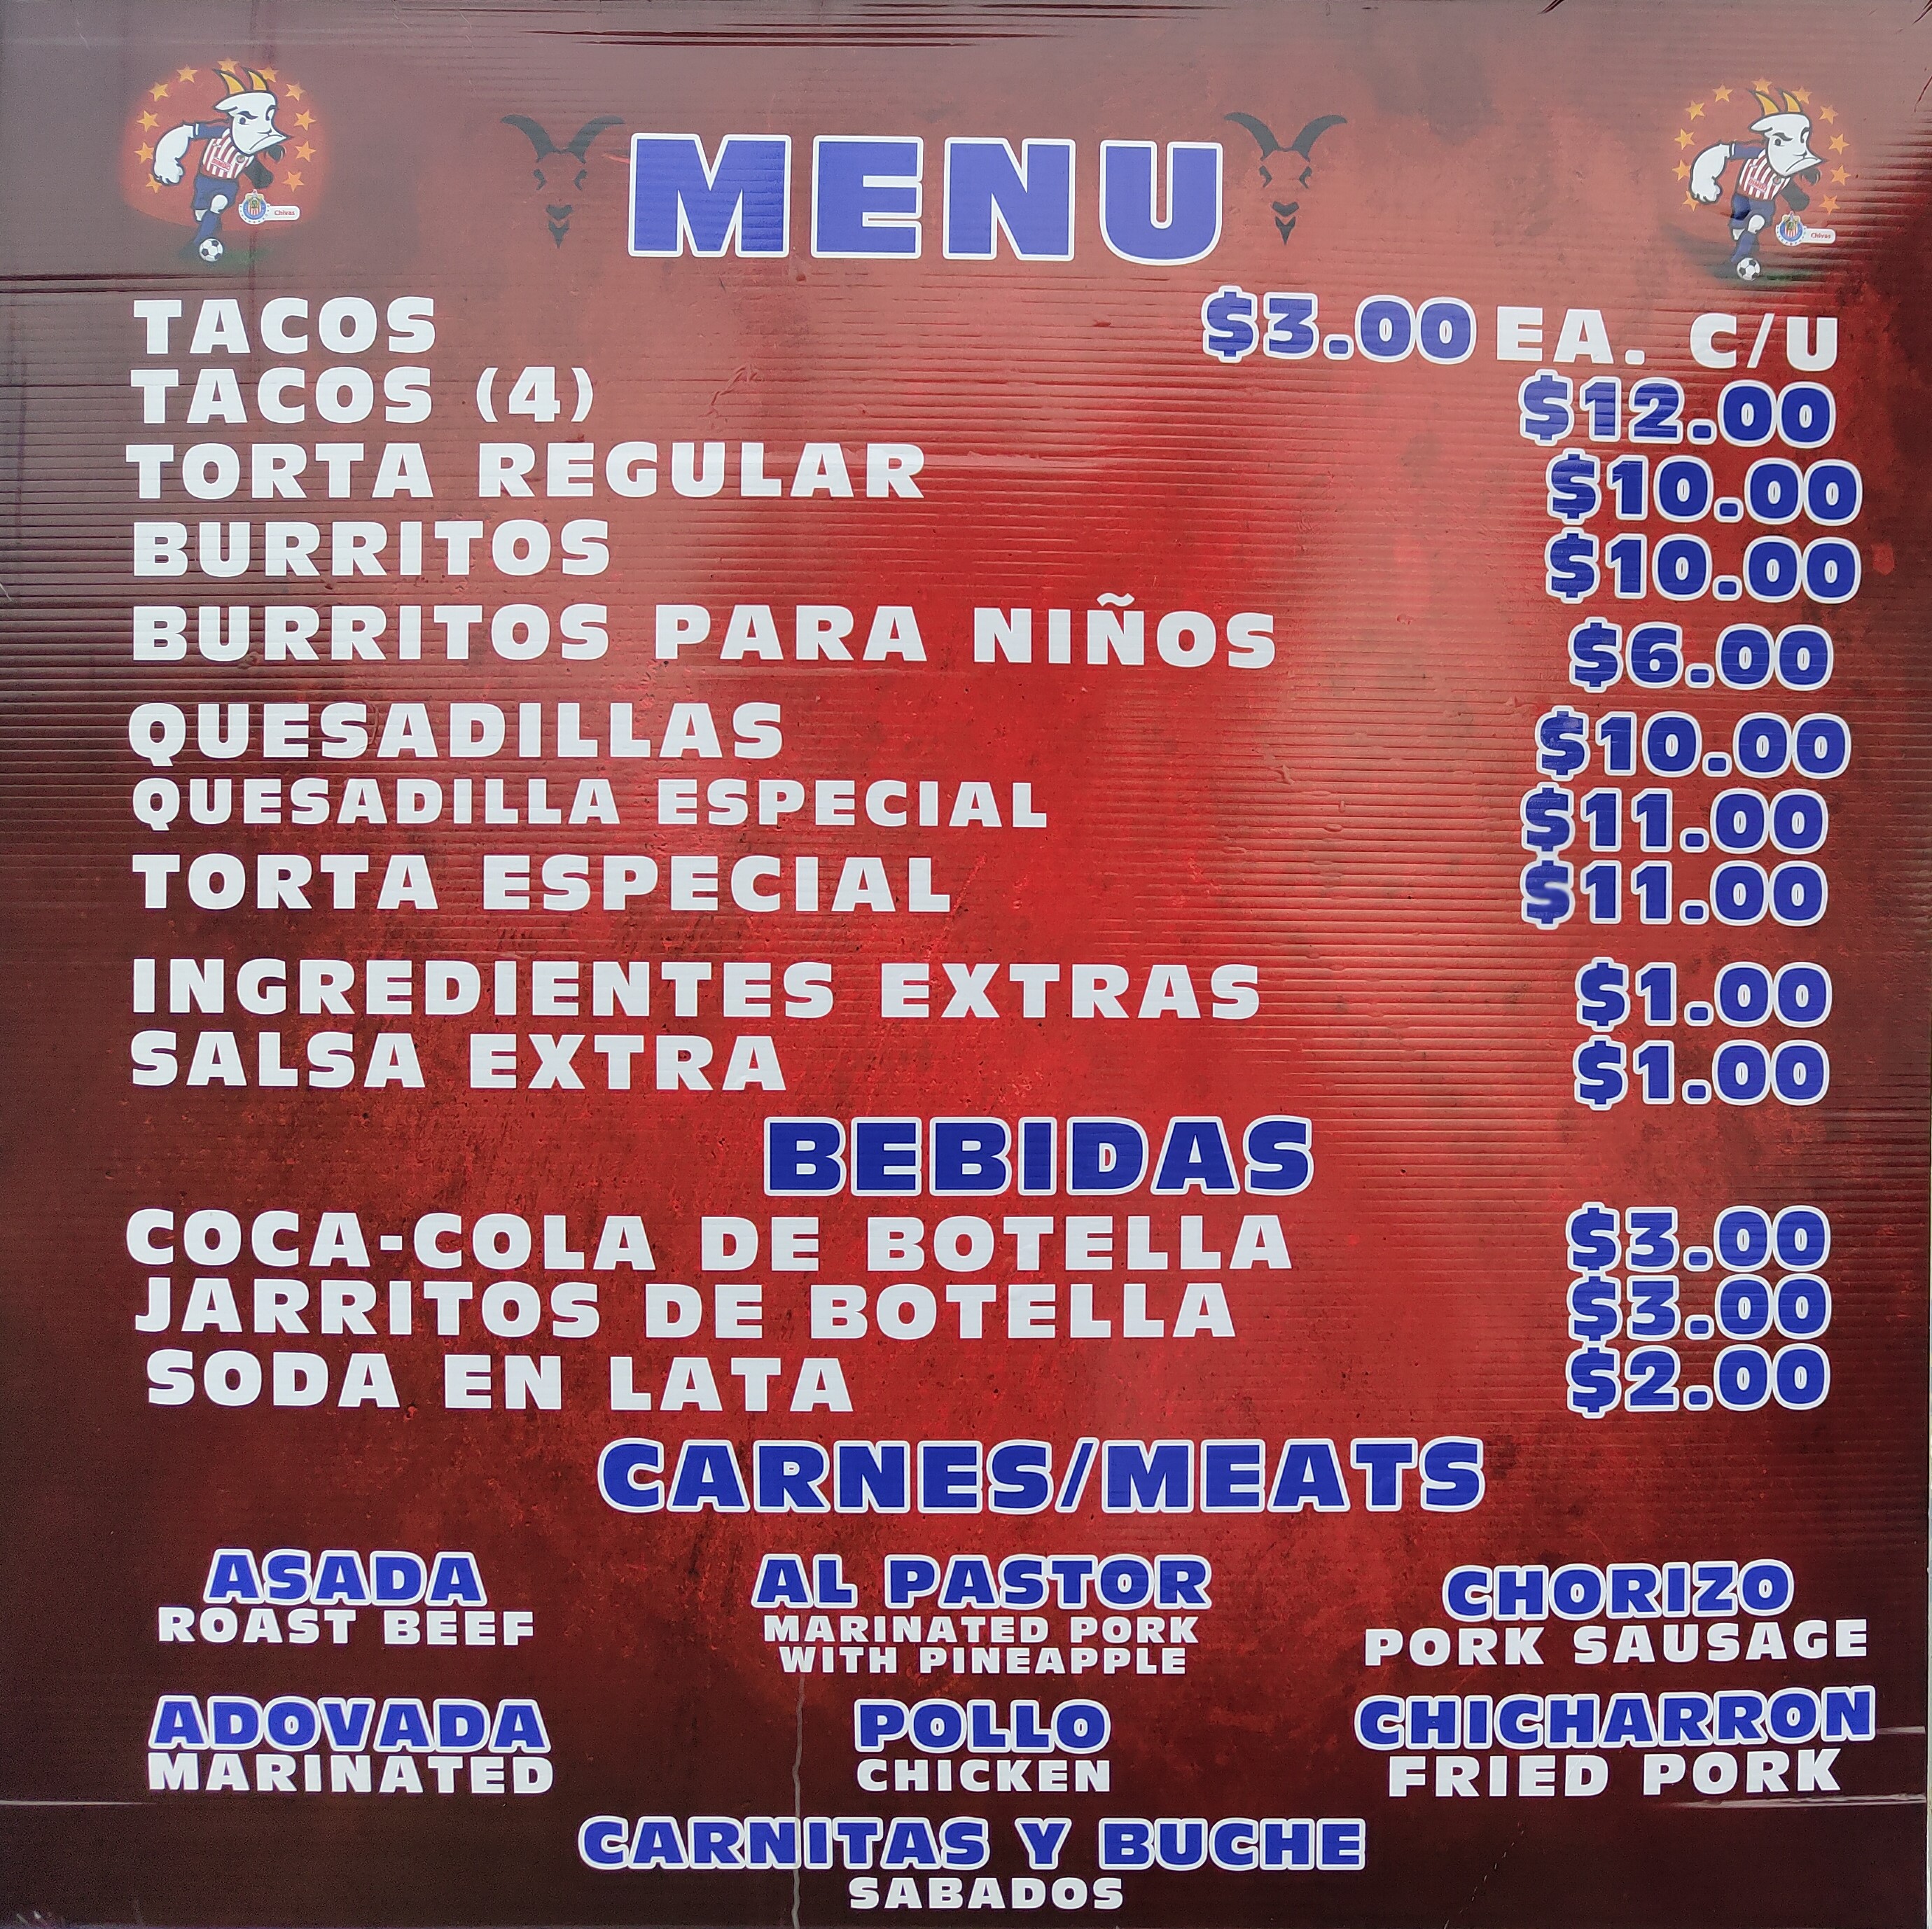 MENU
Chivas
Chivas
TACOS $3.00 EA. C/U
TACOS (4) $12.00
TORTA REGULAR $10.00
BURRITOS $10.00
BURRITOS PARA NIÑOS $6.00
QUESADILLAS $10.00
QUESADILLA ESPECIAL $11.00
TORTA ESPECIAL $11.00
INGREDIENTES EXTRAS $1.00
SALSA EXTRA $1.00
BEBIDAS
COCA-COLA DE BOTELLA $3.00
JARRITOS DE BOTELLA $3.00
SODA EN LATA $2.00
CARNES/MEATS
ASADA
ROAST BEEF
AL PASTOR
MARINATED PORK
WITH PINEAPPLE
CHORIZO
PORK SAUSAGE
ADOVADA
MARINATED
POLLO
CHICKEN
CHICHARRON
FRIED PORK
CARNITAS Y BUCHE
SABADOS